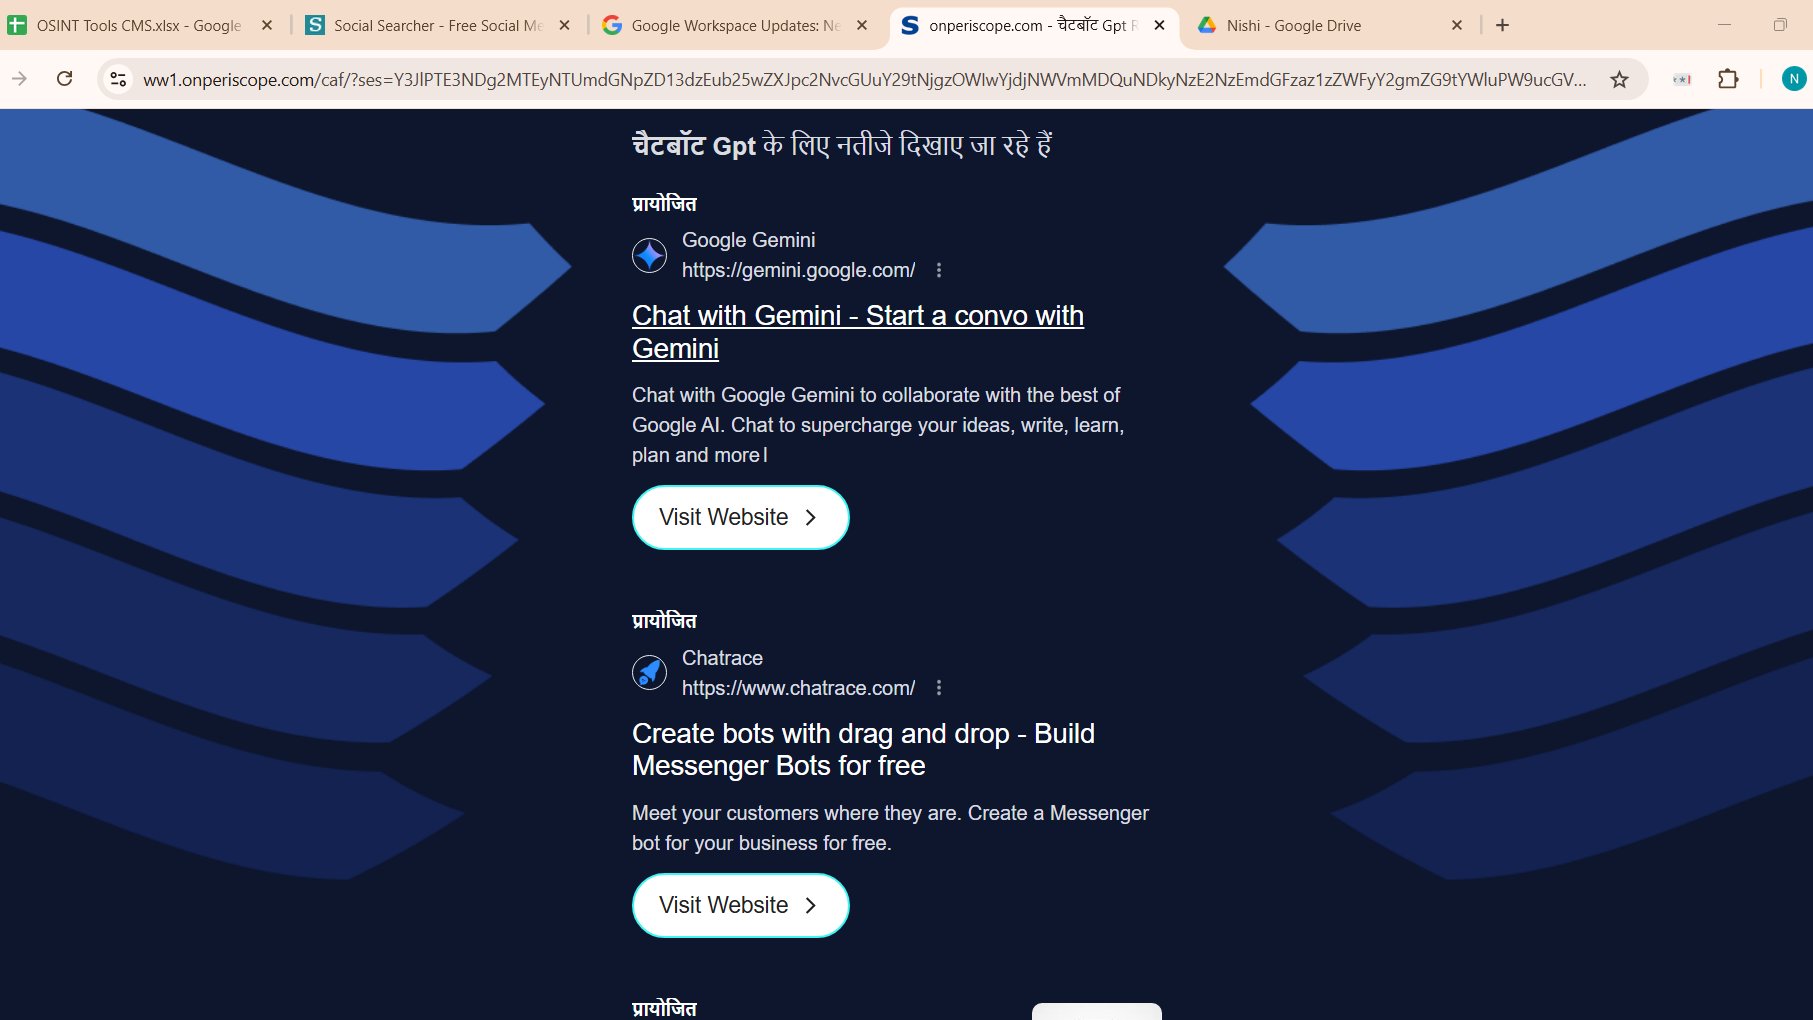 OSINT Tools CMS.xlsx - Google
Social Searcher - Free Social Me
Google Workspace Updates: Ne
onperiscope.com - चैटबॉट Gpt R
Nishi - Google Drive
ww1.onperiscope.com/caf/?ses=Y3JlPTE3NDg2MTEyNTUmdGNpZD13dzEub25wZXJpc2NvcGUuY29tNjgzOWIwYjdjNWVmMDQuNDkyNzE2NzEmdGFzaz1zZWFyY2gmZG9tYWluPW9ucGV...
N
चैटबॉट Gpt के लिए नतीजे दिखाए जा रहे हैं
प्रायोजित
Google Gemini
https://gemini.google.com/
Chat with Gemini - Start a convo with
Gemini
Chat with Google Gemini to collaborate with the best of
Google AI. Chat to supercharge your ideas, write, learn,
plan and more।
Visit Website
प्रायोजित
Chatrace
https://www.chatrace.com/
Create bots with drag and drop - Build
Messenger Bots for free
Meet your customers where they are. Create a Messenger
bot for your business for free.
Visit Website
प्रायोजित